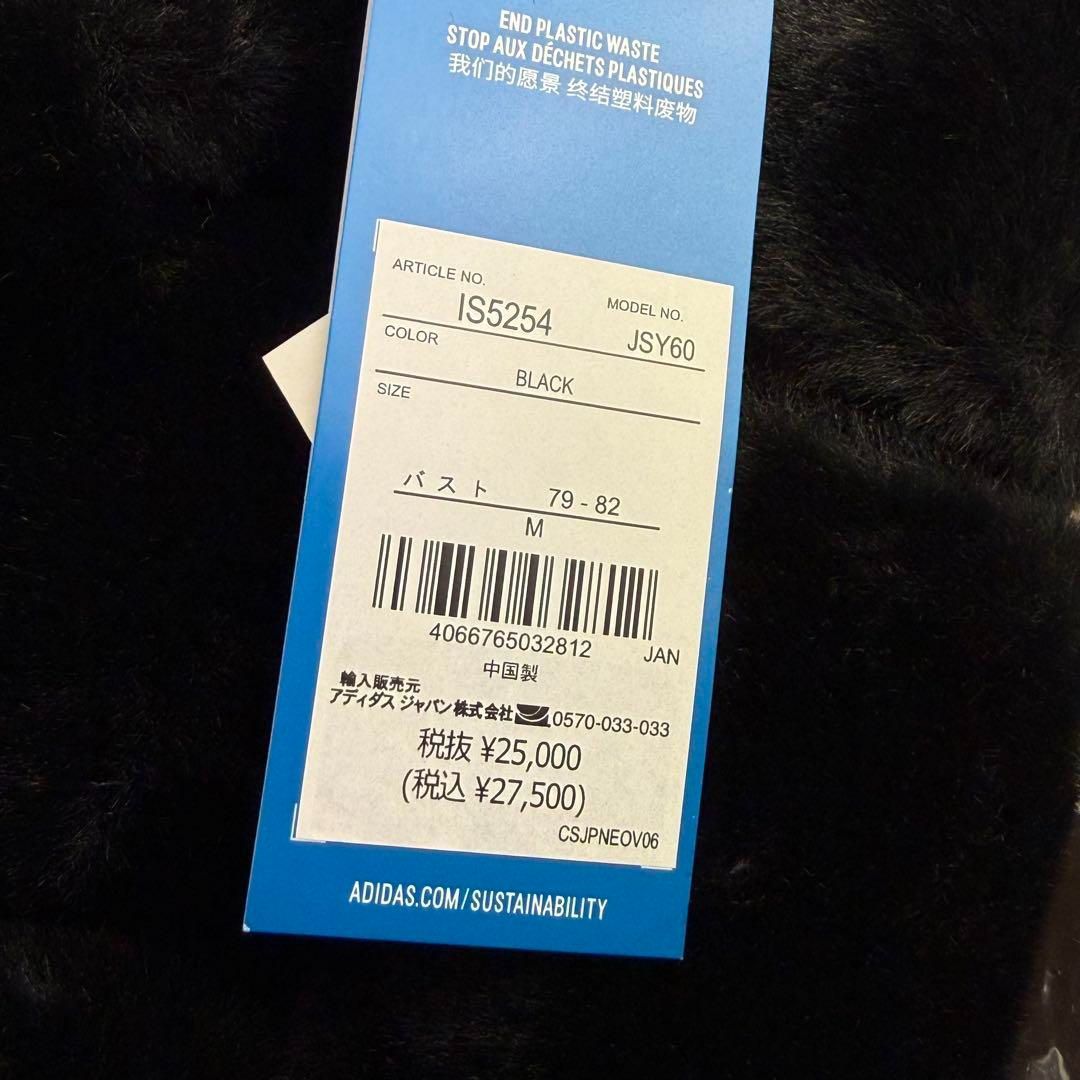 END PLASTIC WASTE
STOP AUX DÉCHETS PLASTIQUES
我们的愿景 终结塑料废物
ARTICLE NO.
IS5254
MODEL NO.
JSY60
COLOR
BLACK
SIZE
バスト 79 - 82
M
4066765032812 JAN
中国製
輸入販売元
アディダス ジャパン株式会社 0570-033-033
税抜 ¥25,000
(税込 ¥27,500)
CSJPNEOV06
ADIDAS.COM/SUSTAINABILITY